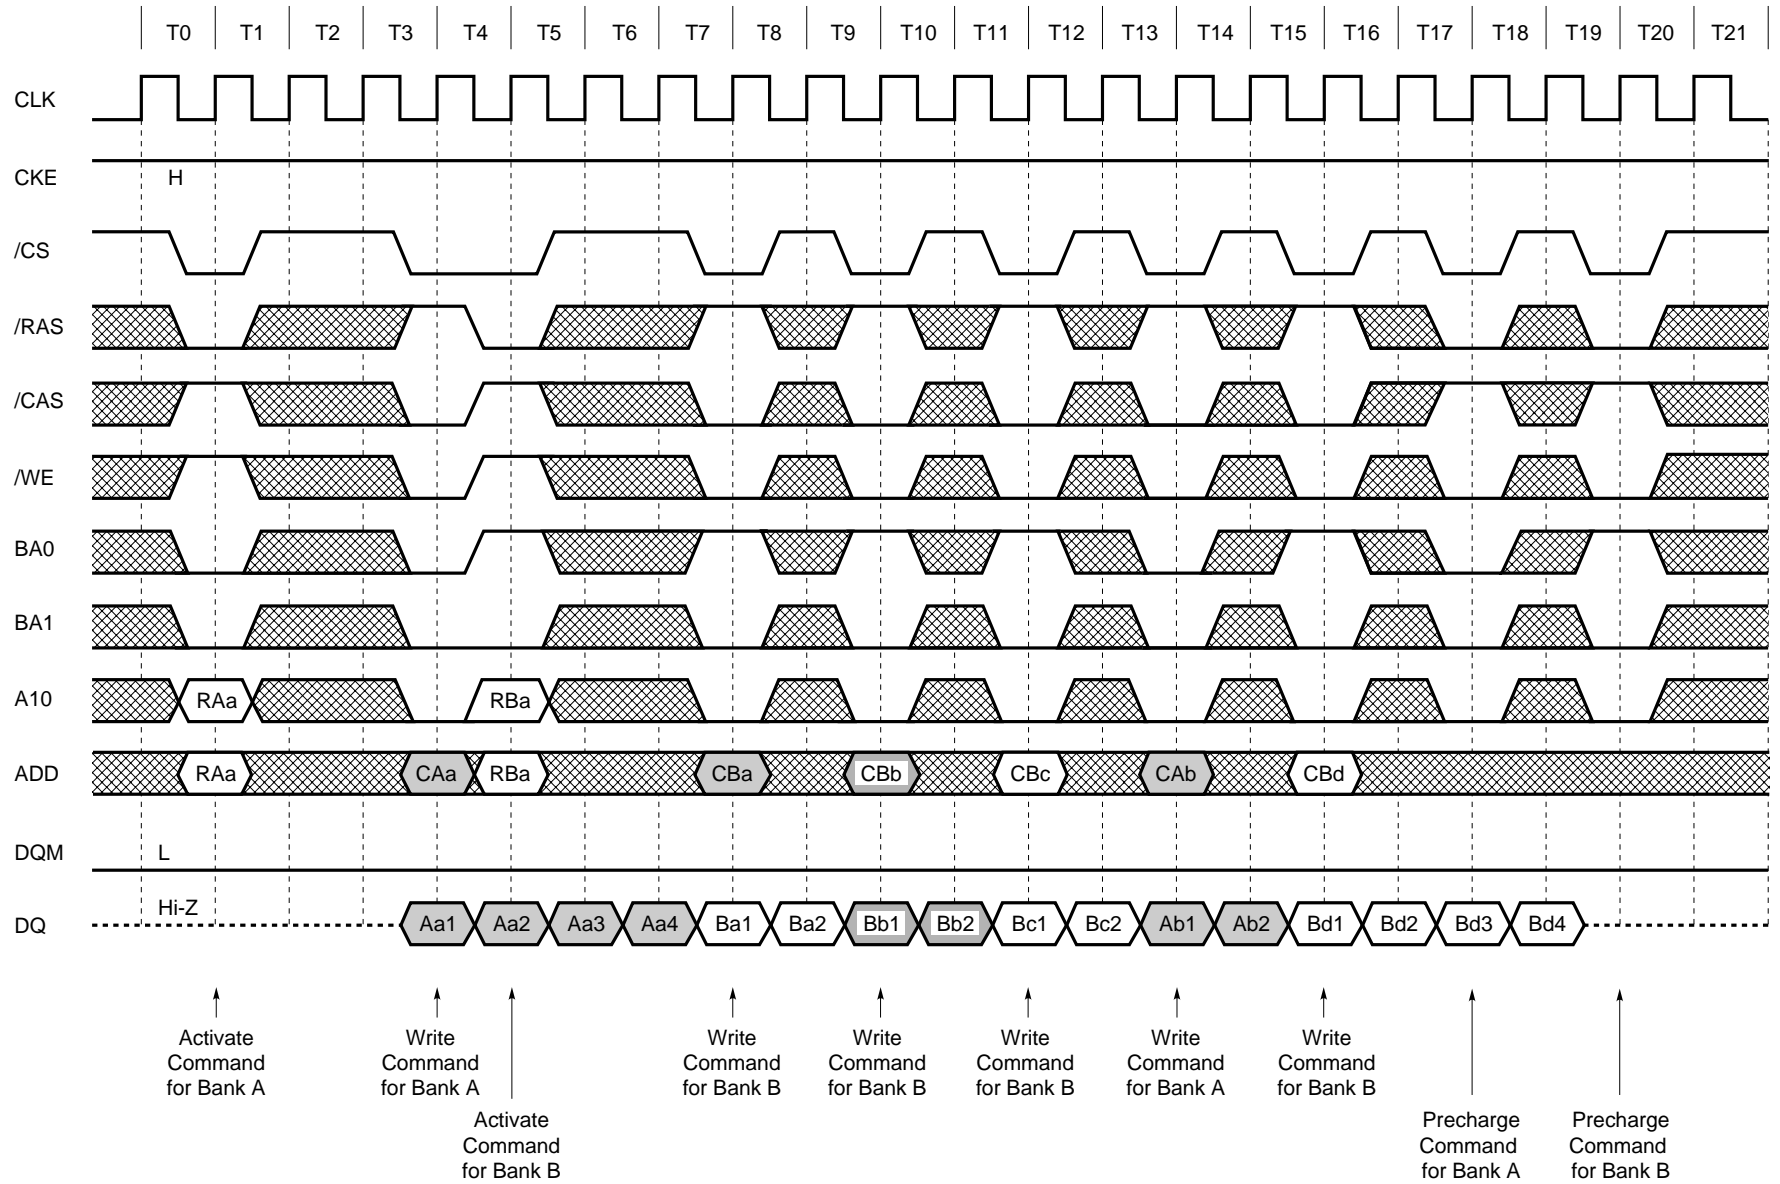 T0 T1 T2 T3 T4 T5 T6 T7 T8 T9 T10 T11 T12 T13 T14 T15 T16 T17 T18 T19 T20 T21
CLK
CKE H
/CS
/RAS
/CAS
/WE
BA0
BA1
A10 RAa RBa
ADD RAa CAa RBa CBa CBb CBc CAb CBd
DQM L
DQ Hi-Z Aa1 Aa2 Aa3 Aa4 Ba1 Ba2 Bb1 Bb2 Bc1 Bc2 Ab1 Ab2 Bd1 Bd2 Bd3 Bd4
Activate
Command
for Bank A
Write
Command
for Bank A
Activate
Command
for Bank B
Write
Command
for Bank B
Write
Command
for Bank B
Write
Command
for Bank B
Write
Command
for Bank A
Write
Command
for Bank B
Precharge
Command
for Bank A
Precharge
Command
for Bank B